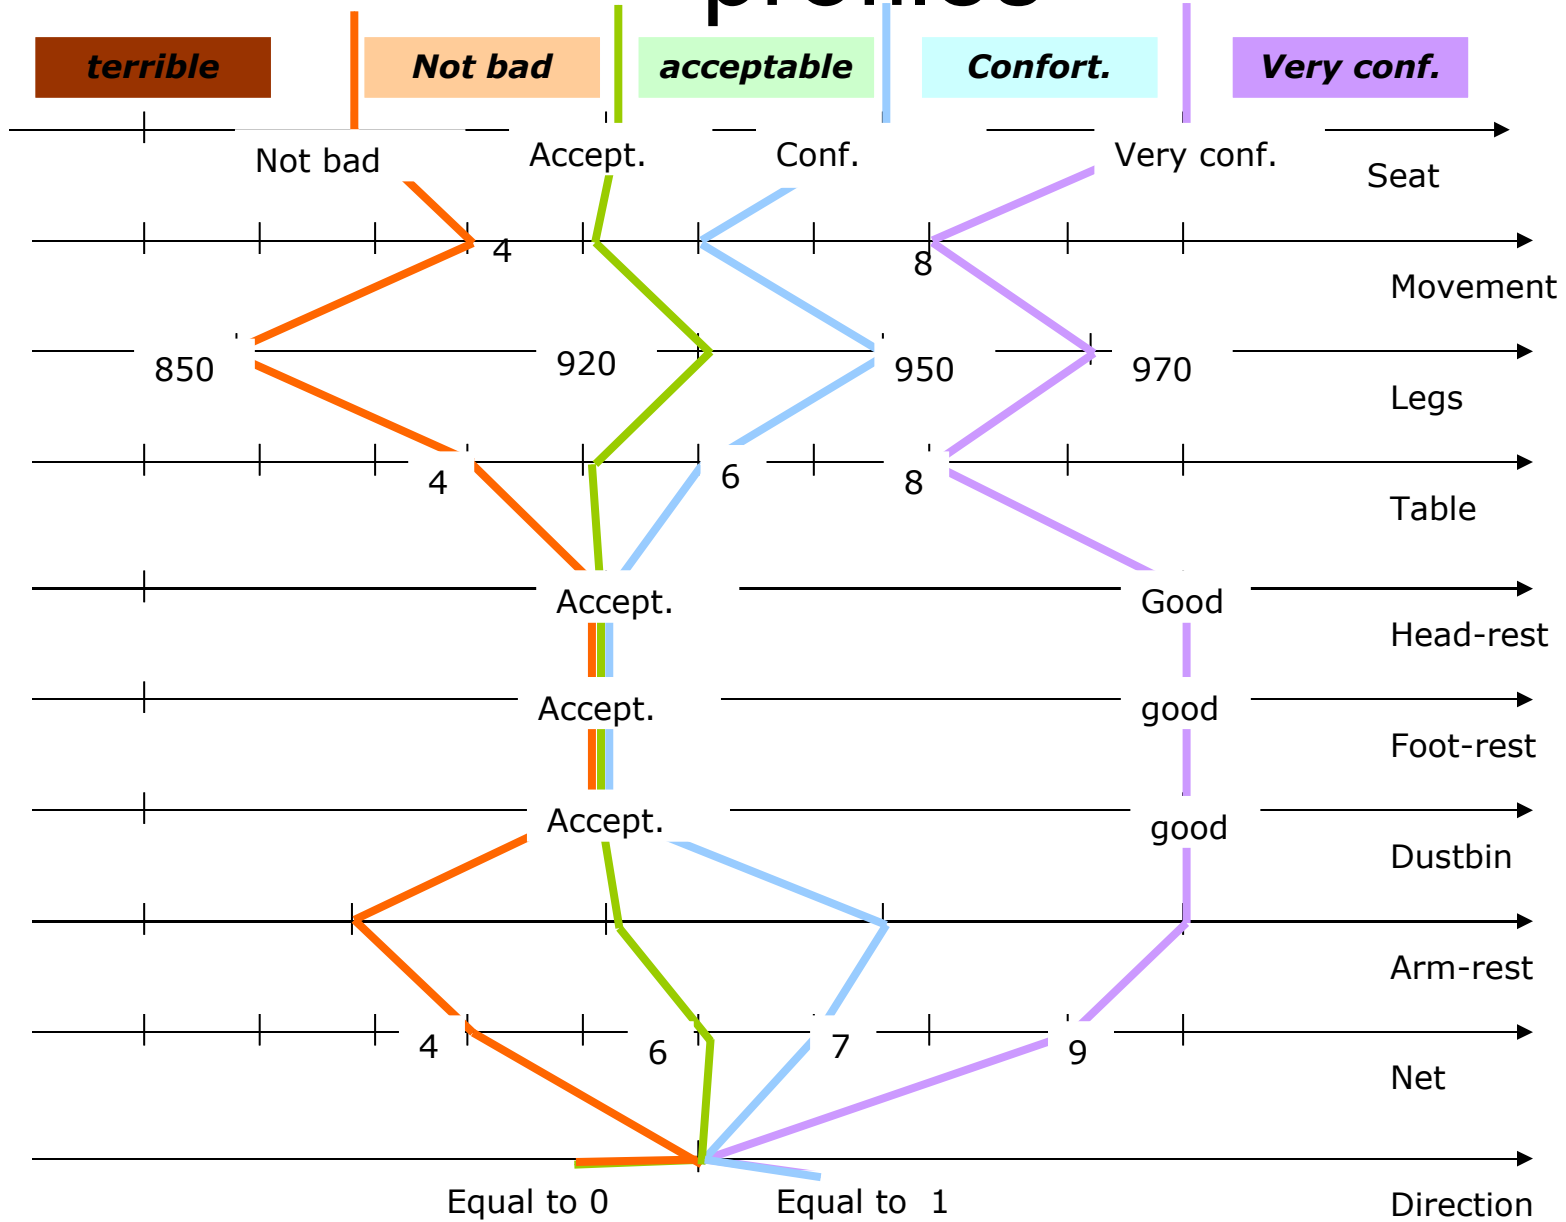 profiles
terrible Not bad acceptable Confort. Very conf.
Not bad Accept. Conf. Very conf.
Seat
4 8
Movement
850 920 950 970
Legs
4 6 8
Table
Accept. Good
Head-rest
Accept. good
Foot-rest
Accept. good
Dustbin
Arm-rest
4 6 7 9
Net
Equal to 0 Equal to 1
Direction